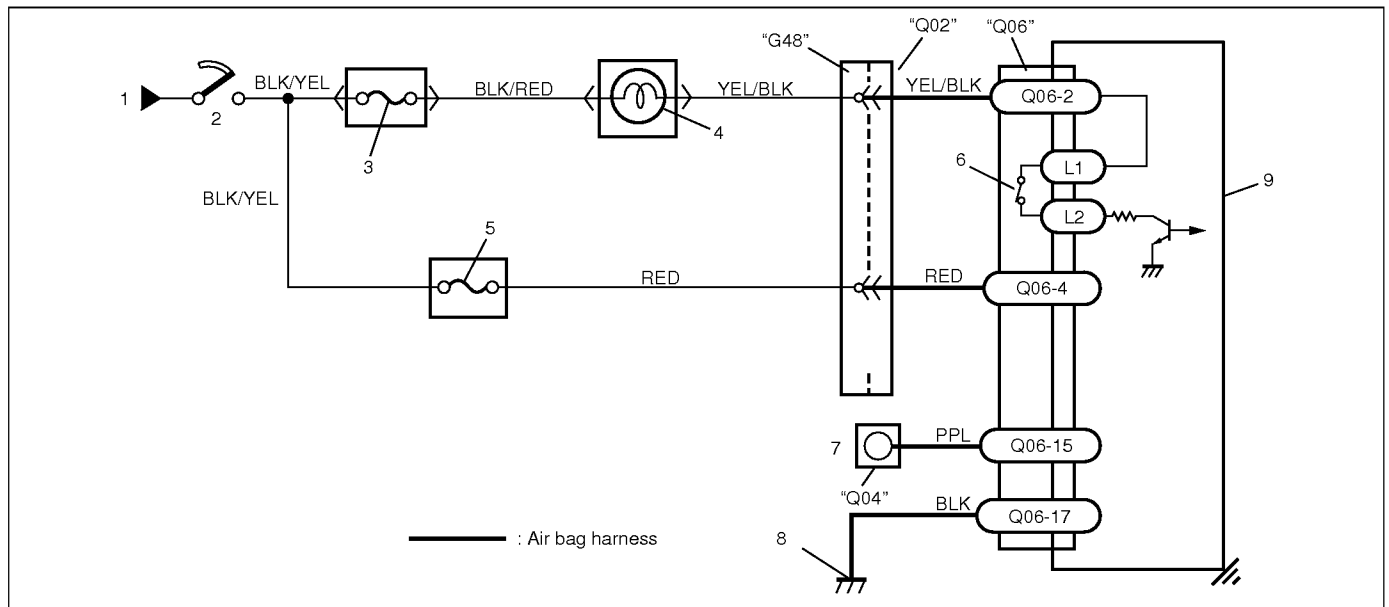 "G48"
"Q02"
"Q06"
1
2
BLK/YEL
3
BLK/RED
4
YEL/BLK
YEL/BLK
Q06-2
6
L1
L2
9
BLK/YEL
5
RED
RED
Q06-4
7
"Q04"
PPL
Q06-15
BLK
Q06-17
8
: Air bag harness